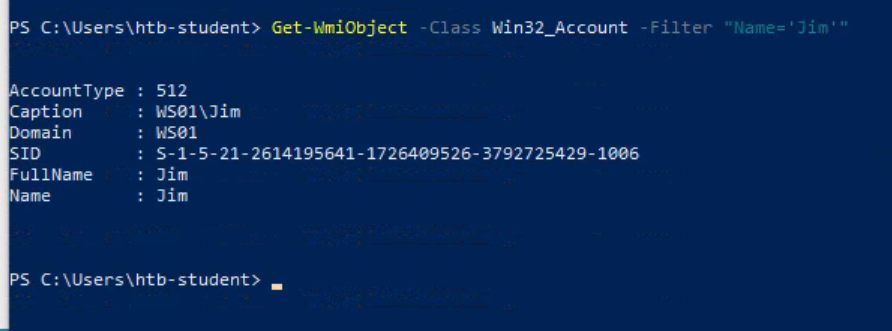 PS C:\Users\htb-student> Get-WmiObject -Class Win32_Account -Filter "Name='Jim'"
AccountType : 512
Caption : WS01\Jim
Domain : WS01
SID : S-1-5-21-2614195641-1726409526-3792725429-1006
FullName : Jim
Name : Jim
PS C:\Users\htb-student>